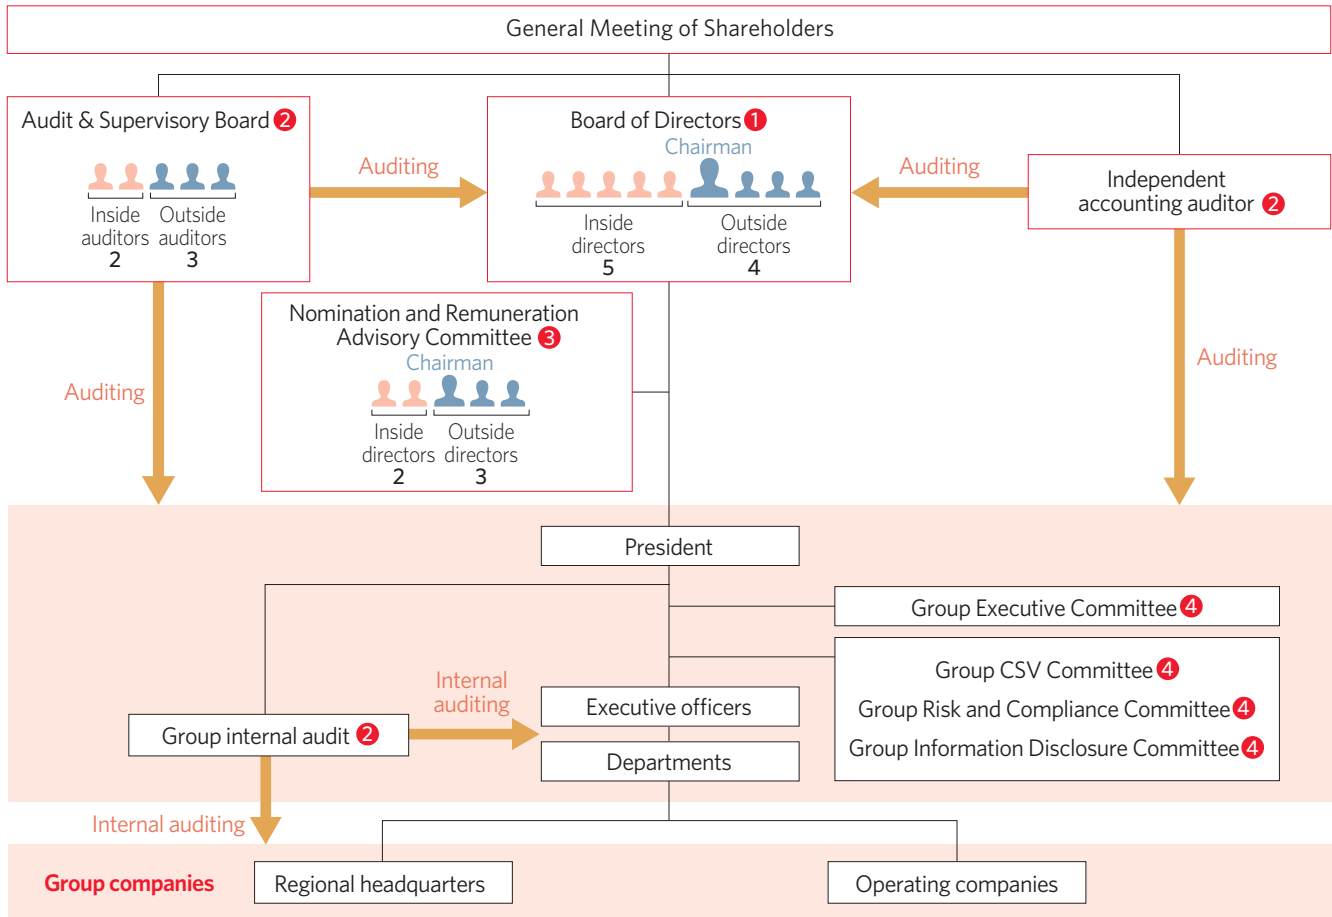 General Meeting of Shareholders
Audit & Supervisory Board 2
Inside
auditors
2
Outside
auditors
3
Auditing
Board of Directors 1
Chairman
Inside
directors
5
Outside
directors
4
Auditing
Independent
accounting auditor 2
Nomination and Remuneration
Advisory Committee 3
Chairman
Inside
directors
2
Outside
directors
3
Auditing
Auditing
President
Group Executive Committee 4
Group CSV Committee 4
Group Risk and Compliance Committee 4
Group Information Disclosure Committee 4
Internal
auditing
Executive officers
Group internal audit 2
Departments
Internal auditing
Group companies
Regional headquarters
Operating companies